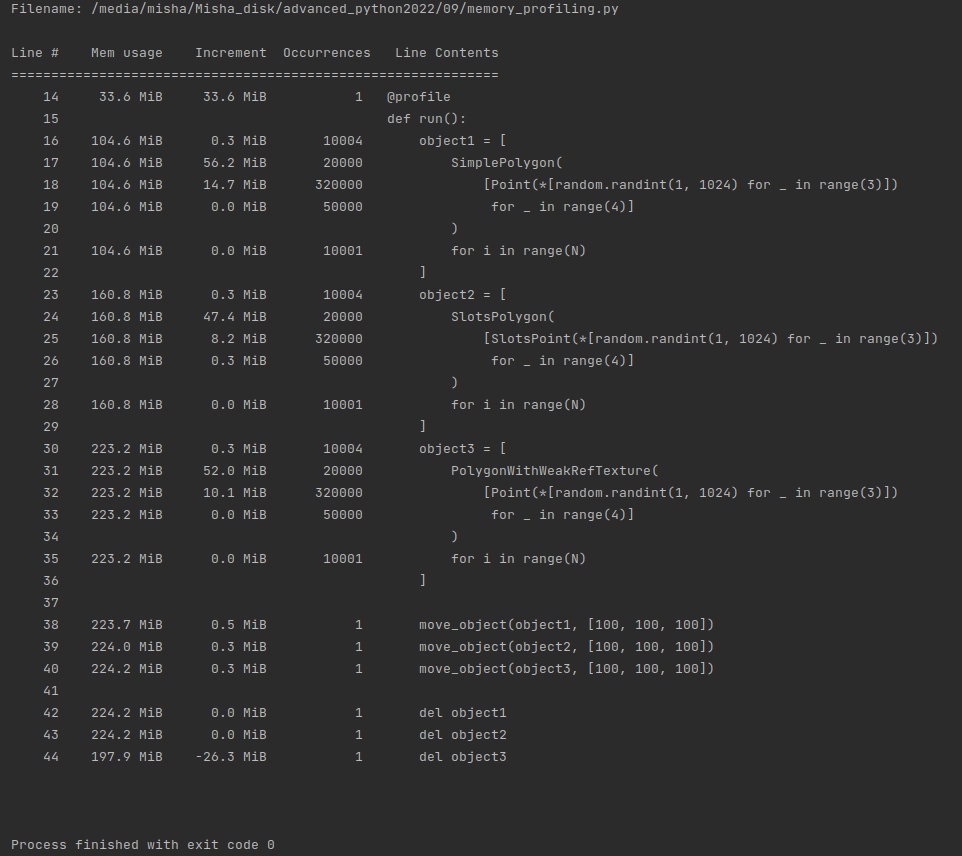 Filename: /media/misha/Misha_disk/advanced_python2022/09/memory_profiling.py
Line #    Mem usage    Increment  Occurrences   Line Contents
=============================================================
    14     33.6 MiB     33.6 MiB           1   @profile
    15                                         def run():
    16    104.6 MiB      0.3 MiB       10004       object1 = [
    17    104.6 MiB     56.2 MiB       20000           SimplePolygon(
    18    104.6 MiB     14.7 MiB      320000               [Point(*[random.randint(1, 1024) for _ in range(3)])
    19    104.6 MiB      0.0 MiB       50000                for _ in range(4)]
    20                                                 )
    21    104.6 MiB      0.0 MiB       10001           for i in range(N)
    22                                             ]
    23    160.8 MiB      0.3 MiB       10004       object2 = [
    24    160.8 MiB     47.4 MiB       20000           SlotsPolygon(
    25    160.8 MiB      8.2 MiB      320000               [SlotsPoint(*[random.randint(1, 1024) for _ in range(3)])
    26    160.8 MiB      0.3 MiB       50000                for _ in range(4)]
    27                                                 )
    28    160.8 MiB      0.0 MiB       10001           for i in range(N)
    29                                             ]
    30    223.2 MiB      0.3 MiB       10004       object3 = [
    31    223.2 MiB     52.0 MiB       20000           PolygonWithWeakRefTexture(
    32    223.2 MiB     10.1 MiB      320000               [Point(*[random.randint(1, 1024) for _ in range(3)])
    33    223.2 MiB      0.0 MiB       50000                for _ in range(4)]
    34                                                 )
    35    223.2 MiB      0.0 MiB       10001           for i in range(N)
    36                                             ]
    37
    38    223.7 MiB      0.5 MiB           1       move_object(object1, [100, 100, 100])
    39    224.0 MiB      0.3 MiB           1       move_object(object2, [100, 100, 100])
    40    224.2 MiB      0.3 MiB           1       move_object(object3, [100, 100, 100])
    41
    42    224.2 MiB      0.0 MiB           1       del object1
    43    224.2 MiB      0.0 MiB           1       del object2
    44    197.9 MiB    -26.3 MiB           1       del object3
Process finished with exit code 0